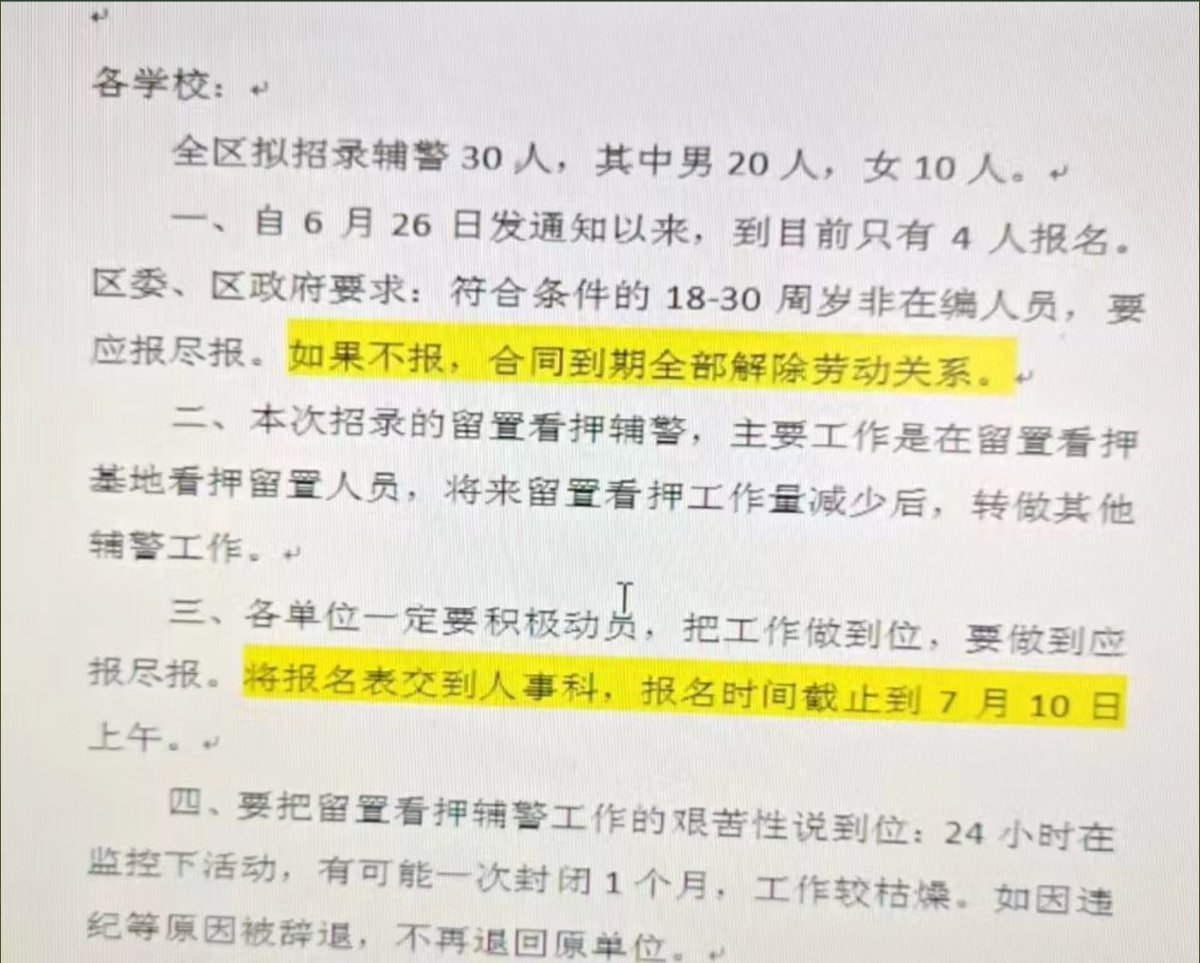 各学校：
全区拟招录辅警 30 人，其中男 20 人，女 10 人。
一、自 6 月 26 日发通知以来，到目前只有 4 人报名。
区委、区政府要求：符合条件的 18-30 周岁非在编人员，要
应报尽报。如果不报，合同到期全部解除劳动关系。
二、本次招录的留置看押辅警，主要工作是在留置看押
基地看押留置人员，将来留置看押工作量减少后，转做其他
辅警工作。
三、各单位一定要积极动员，把工作做到位，要做到应
报尽报。将报名表交到人事科，报名时间截止到 7 月 10 日
上午。
四、要把留置看押辅警工作的艰苦性说到位：24 小时在
监控下活动，有可能一次封闭 1 个月，工作较枯燥。如因违
纪等原因被辞退，不再退回原单位。